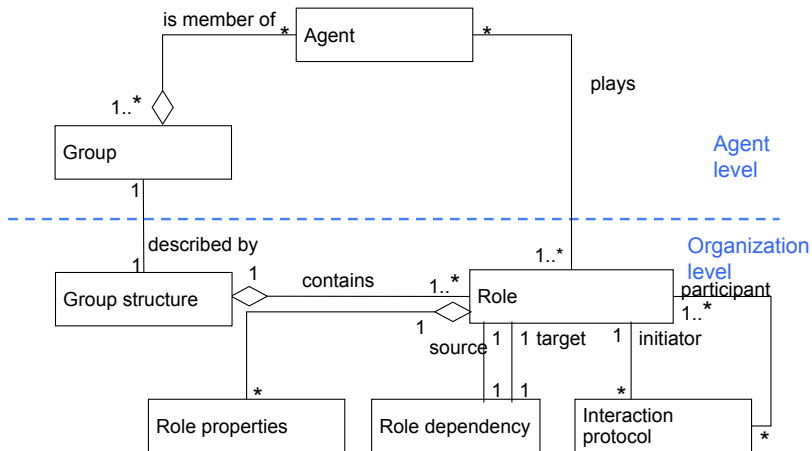 is member of
*
Agent
*
1..*
plays
Group
Agent
level
1
described by
Organization
level
1
1
contains
1..*
1..*
Group structure
Role
participant
1..*
1
source
1
1
target
1
initiator
*
1
1
*
Role properties
Role dependency
Interaction
protocol
*